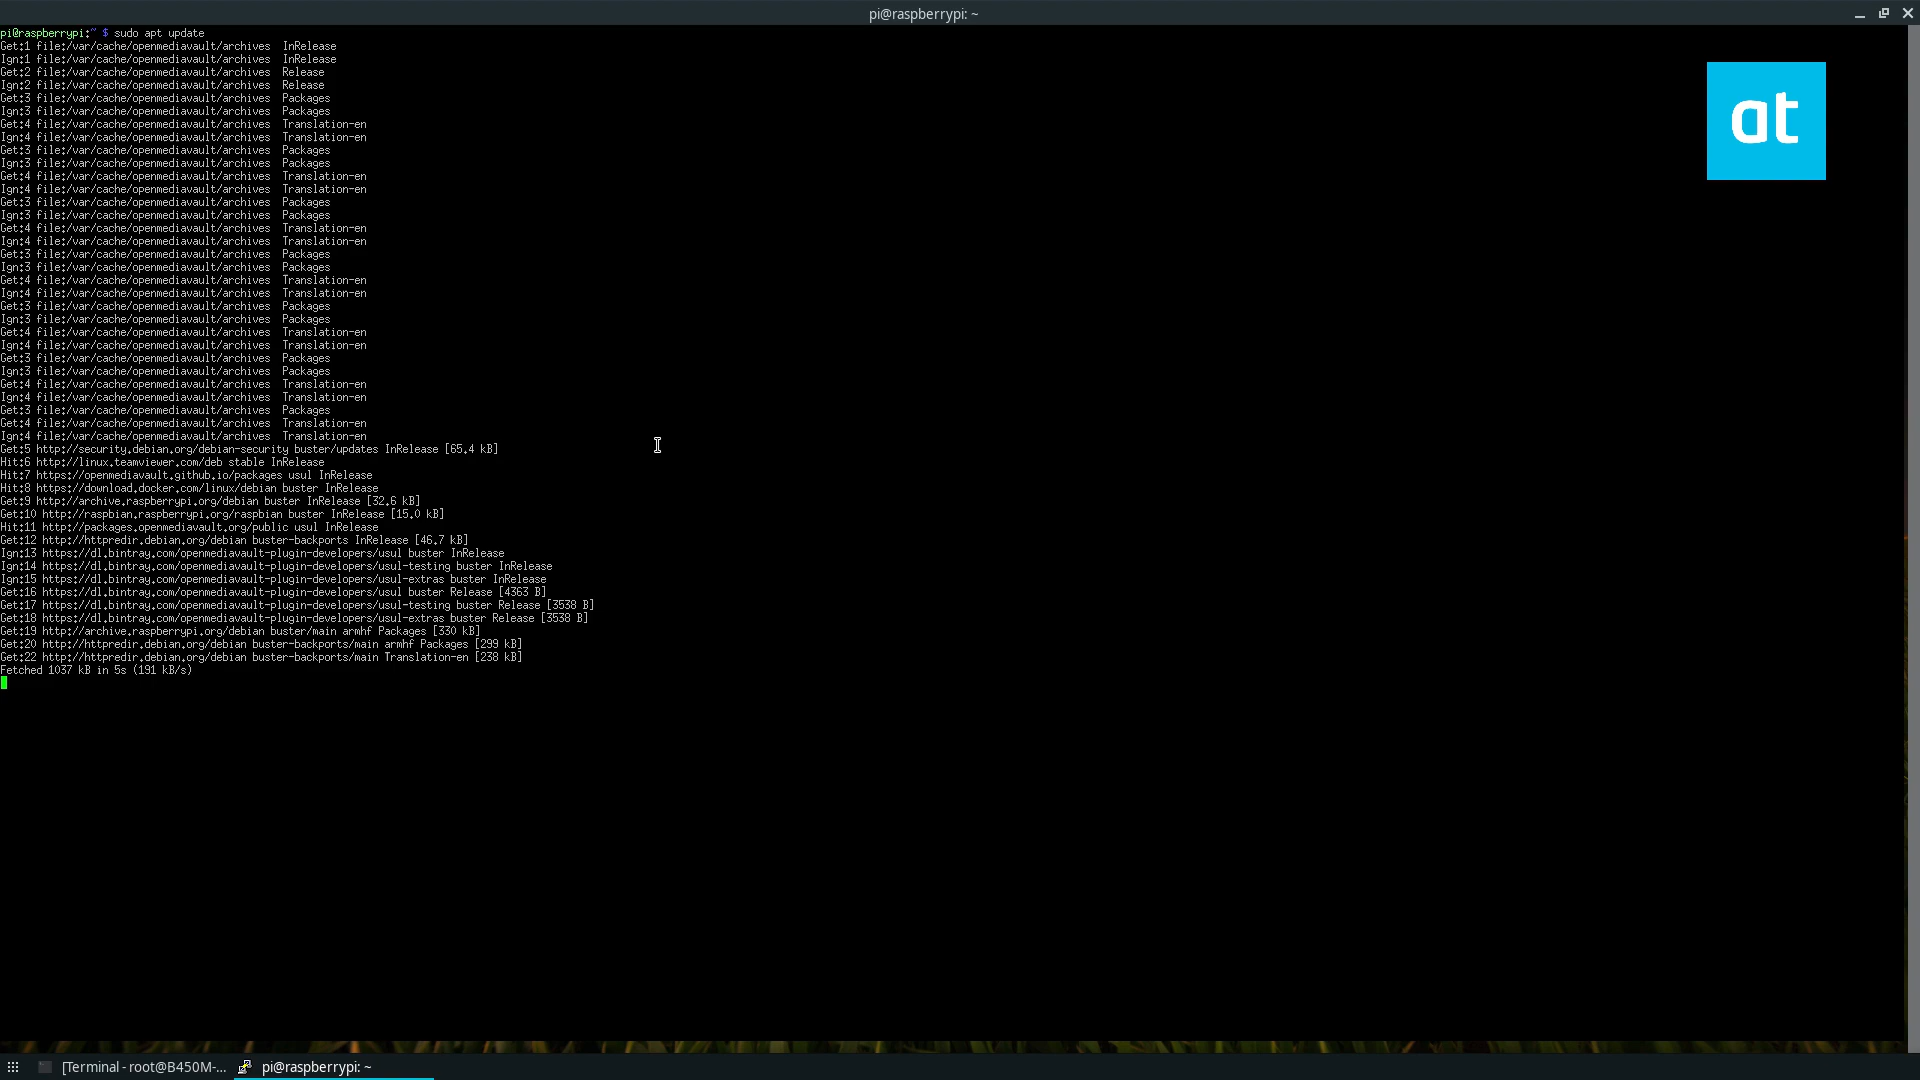 pi@raspberrypi: ~
pi@raspberrypi:~ $ sudo apt update
Get:1 file:/var/cache/openmediavault/archives  InRelease
Ign:1 file:/var/cache/openmediavault/archives  InRelease
Get:2 file:/var/cache/openmediavault/archives  Release
Ign:2 file:/var/cache/openmediavault/archives  Release
Get:3 file:/var/cache/openmediavault/archives  Packages
Ign:3 file:/var/cache/openmediavault/archives  Packages
Get:4 file:/var/cache/openmediavault/archives  Translation-en
Ign:4 file:/var/cache/openmediavault/archives  Translation-en
Get:3 file:/var/cache/openmediavault/archives  Packages
Ign:3 file:/var/cache/openmediavault/archives  Packages
Get:4 file:/var/cache/openmediavault/archives  Translation-en
Ign:4 file:/var/cache/openmediavault/archives  Translation-en
Get:3 file:/var/cache/openmediavault/archives  Packages
Ign:3 file:/var/cache/openmediavault/archives  Packages
Get:4 file:/var/cache/openmediavault/archives  Translation-en
Ign:4 file:/var/cache/openmediavault/archives  Translation-en
Get:3 file:/var/cache/openmediavault/archives  Packages
Ign:3 file:/var/cache/openmediavault/archives  Packages
Get:4 file:/var/cache/openmediavault/archives  Translation-en
Ign:4 file:/var/cache/openmediavault/archives  Translation-en
Get:3 file:/var/cache/openmediavault/archives  Packages
Ign:3 file:/var/cache/openmediavault/archives  Packages
Get:4 file:/var/cache/openmediavault/archives  Translation-en
Ign:4 file:/var/cache/openmediavault/archives  Translation-en
Get:3 file:/var/cache/openmediavault/archives  Packages
Ign:3 file:/var/cache/openmediavault/archives  Packages
Get:4 file:/var/cache/openmediavault/archives  Translation-en
Ign:4 file:/var/cache/openmediavault/archives  Translation-en
Get:3 file:/var/cache/openmediavault/archives  Packages
Get:4 file:/var/cache/openmediavault/archives  Translation-en
Ign:4 file:/var/cache/openmediavault/archives  Translation-en
Get:5 http://security.debian.org/debian-security buster/updates InRelease [65.4 kB]
Hit:6 http://linux.teamviewer.com/deb stable InRelease
Hit:7 https://openmediavault.github.io/packages usul InRelease
Hit:8 https://download.docker.com/linux/debian buster InRelease
Get:9 http://archive.raspberrypi.org/debian buster InRelease [32.6 kB]
Get:10 http://raspbian.raspberrypi.org/raspbian buster InRelease [15.0 kB]
Hit:11 http://packages.openmediavault.org/public usul InRelease
Get:12 http://httpredir.debian.org/debian buster-backports InRelease [46.7 kB]
Ign:13 https://dl.bintray.com/openmediavault-plugin-developers/usul buster InRelease
Ign:14 https://dl.bintray.com/openmediavault-plugin-developers/usul-testing buster InRelease
Ign:15 https://dl.bintray.com/openmediavault-plugin-developers/usul-extras buster InRelease
Get:16 https://dl.bintray.com/openmediavault-plugin-developers/usul buster Release [4363 B]
Get:17 https://dl.bintray.com/openmediavault-plugin-developers/usul-testing buster Release [3538 B]
Get:18 https://dl.bintray.com/openmediavault-plugin-developers/usul-extras buster Release [3538 B]
Get:19 http://archive.raspberrypi.org/debian buster/main armhf Packages [330 kB]
Get:20 http://httpredir.debian.org/debian buster-backports/main armhf Packages [299 kB]
Get:22 http://httpredir.debian.org/debian buster-backports/main Translation-en [238 kB]
Fetched 1037 kB in 5s (191 kB/s)
at
[Terminal - root@B450M-...
pi@raspberrypi: ~